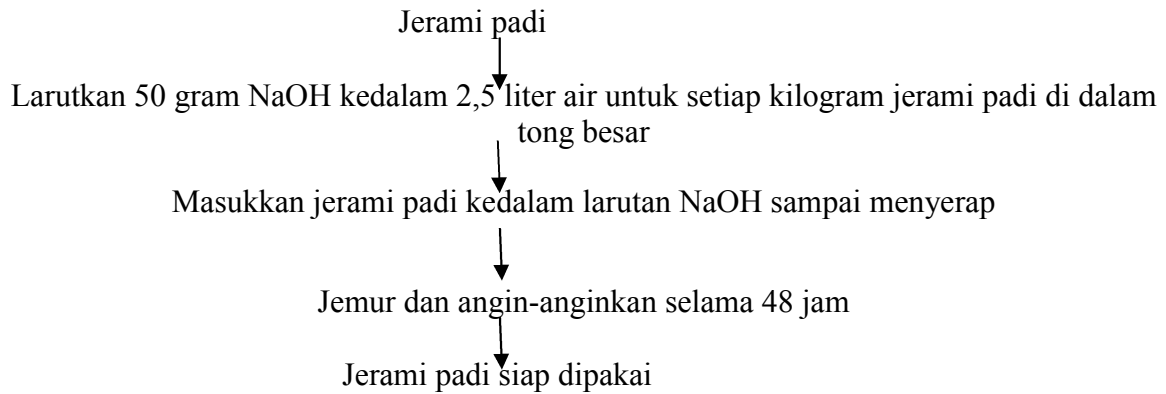 Jerami padi
Larutkan 50 gram NaOH kedalam 2,5 liter air untuk setiap kilogram jerami padi di dalam
tong besar
Masukkan jerami padi kedalam larutan NaOH sampai menyerap
Jemur dan angin-anginkan selama 48 jam
Jerami padi siap dipakai